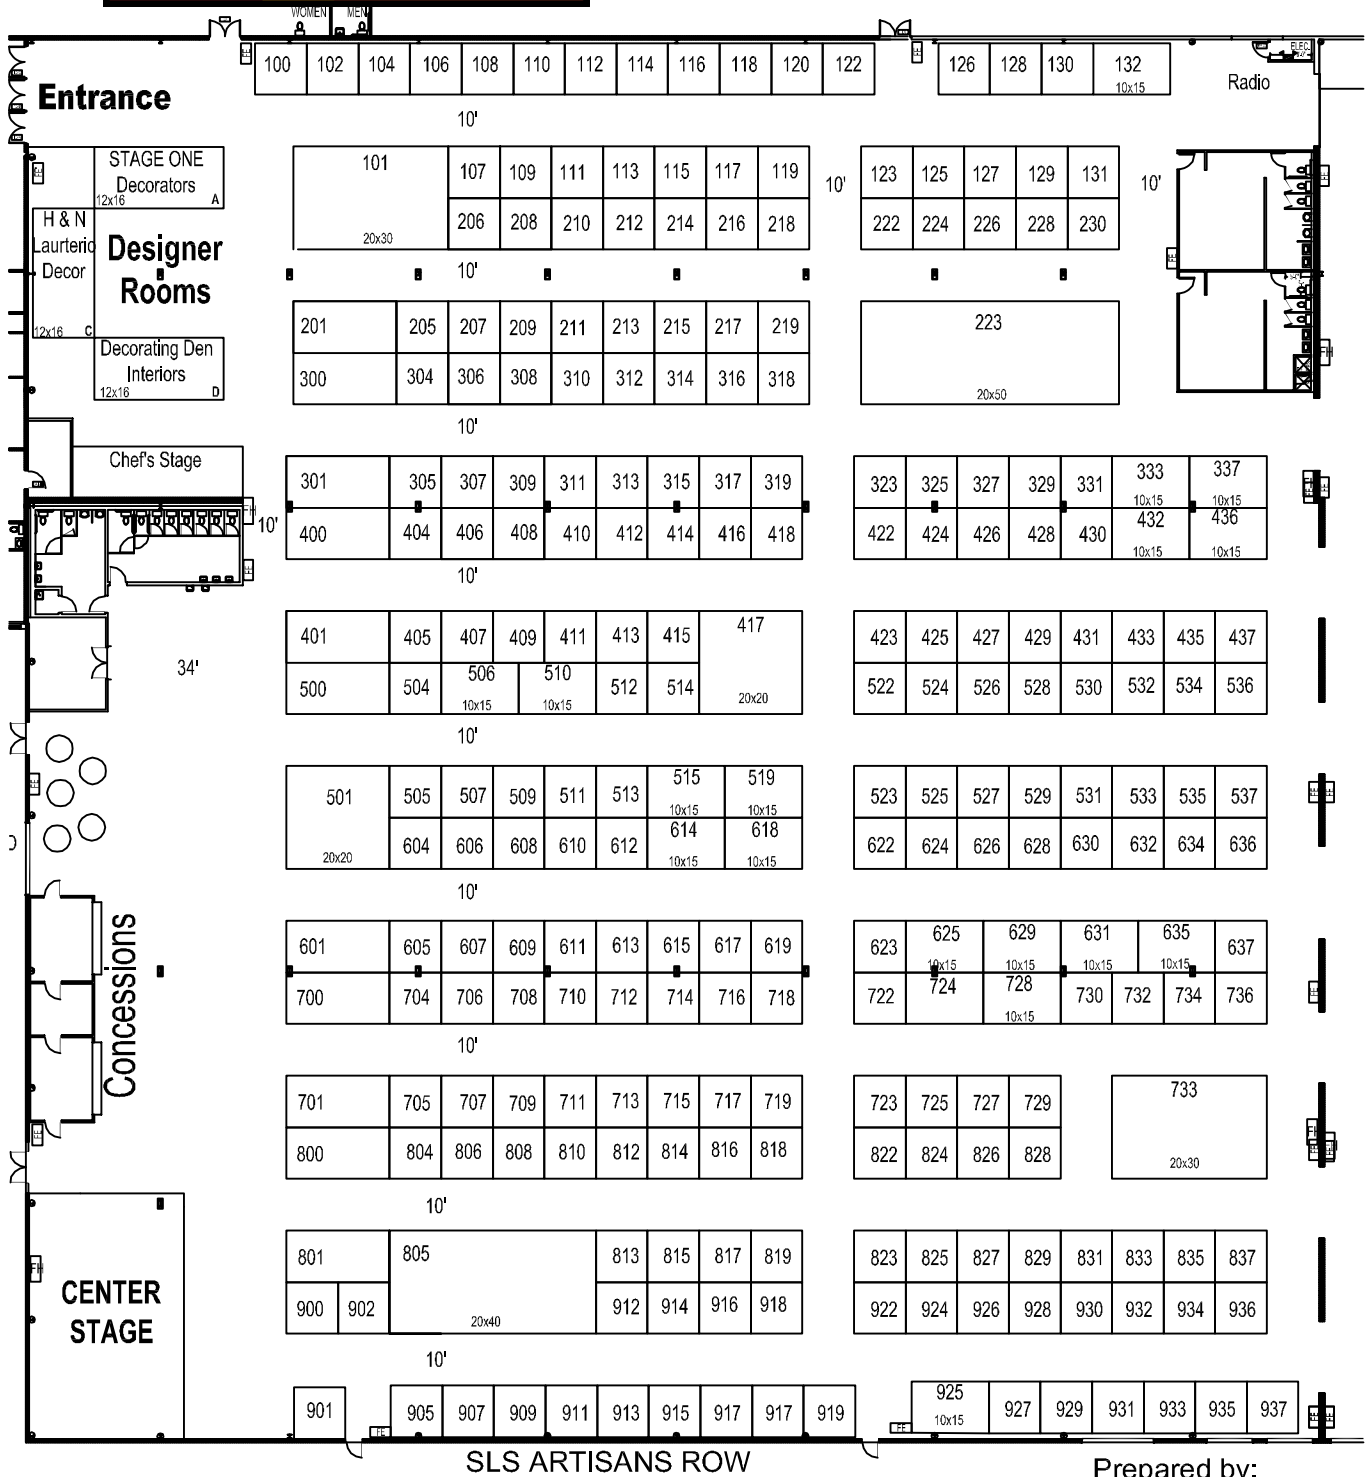 WOMEN MEN
100 102 104 106 108 110 112 114 116 118 120 122 126 128 130 132
10x15
ELEC.
Radio
Entrance
10'
STAGE ONE
Decorators
12x16 A
101
20x30
107 109 111 113 115 117 119
206 208 210 212 214 216 218
10'
123 125 127 129 131
222 224 226 228 230
10'
H & N
Laurterio
Decor
12x16 C
Designer
Rooms
10'
Decorating Den
Interiors
12x16 D
201 205 207 209 211 213 215 217 219
300 304 306 308 310 312 314 316 318
223
20x50
10'
Chef's Stage
301 305 307 309 311 313 315 317 319
400 404 406 408 410 412 414 416 418
323 325 327 329 331 333 337
10x15 10x15
422 424 426 428 430 432 436
10x15 10x15
FH
FE
10'
10'
34'
401 405 407 409 411 413 415 417
500 504 506 510 512 514
10x15 10x15 20x20
423 425 427 429 431 433 435 437
522 524 526 528 530 532 534 536
10'
501 505 507 509 511 513 515 519
10x15 10x15
20x20
604 606 608 610 612 614 618
10x15 10x15
523 525 527 529 531 533 535 537
622 624 626 628 630 632 634 636
10'
Concessions
601 605 607 609 611 613 615 617 619
700 704 706 708 710 712 714 716 718
623 625 629 631 635 637
10x15 10x15 10x15 10x15
722 724 728 730 732 734 736
10x15
10'
701 705 707 709 711 713 715 717 719
800 804 806 808 810 812 814 816 818
723 725 727 729
822 824 826 828
733
20x30
10'
CENTER
STAGE
801 805 813 815 817 819
20x40
900 902 912 914 916 918
823 825 827 829 831 833 835 837
922 924 926 928 930 932 934 936
10'
901 905 907 909 911 913 915 917 917 919
925 927 929 931 933 935 937
10x15
SLS ARTISANS ROW
Prepared by: